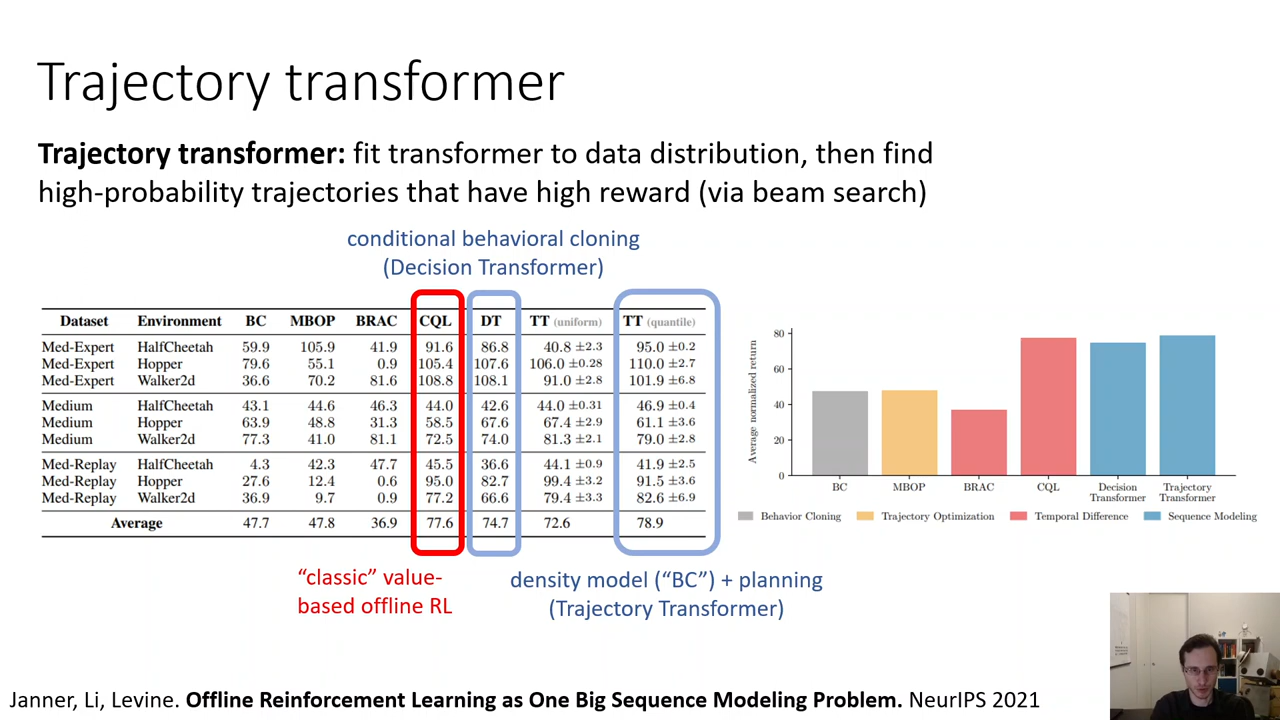 Trajectory transformer
Trajectory transformer: fit transformer to data distribution, then find
high-probability trajectories that have high reward (via beam search)
conditional behavioral cloning
(Decision Transformer)
Dataset Environment BC MBOP BRAC CQL DT TT (uniform) TT (quantile)
Med-Expert HalfCheetah 59.9 105.9 41.9 91.6 86.8 40.8 ±2.3 95.0 ±0.2
Med-Expert Hopper 79.6 55.1 0.9 105.4 107.6 106.0 ±0.28 110.0 ±2.7
Med-Expert Walker2d 36.6 70.2 81.6 108.8 108.1 91.0 ±2.8 101.9 ±6.8
Medium HalfCheetah 43.1 44.6 46.3 44.0 42.6 44.0 ±0.31 46.9 ±0.4
Medium Hopper 63.9 48.8 31.3 58.5 67.6 67.4 ±2.9 61.1 ±3.6
Medium Walker2d 77.3 41.0 81.1 72.5 74.0 81.3 ±2.1 79.0 ±2.8
Med-Replay HalfCheetah 4.3 42.3 47.7 45.5 36.6 44.1 ±0.9 41.9 ±2.5
Med-Replay Hopper 27.6 12.4 0.6 95.0 82.7 99.4 ±3.2 91.5 ±3.6
Med-Replay Walker2d 36.9 9.7 0.9 77.2 66.6 79.4 ±3.3 82.6 ±6.9
Average 47.7 47.8 36.9 77.6 74.7 72.6 78.9
Average normalized return
80
60
40
20
0
BC MBOP BRAC CQL Decision Trajectory
Transformer Transformer
Behavior Cloning Trajectory Optimization Temporal Difference Sequence Modeling
"classic" value-
based offline RL
density model ("BC") + planning
(Trajectory Transformer)
Janner, Li, Levine. Offline Reinforcement Learning as One Big Sequence Modeling Problem. NeurIPS 2021